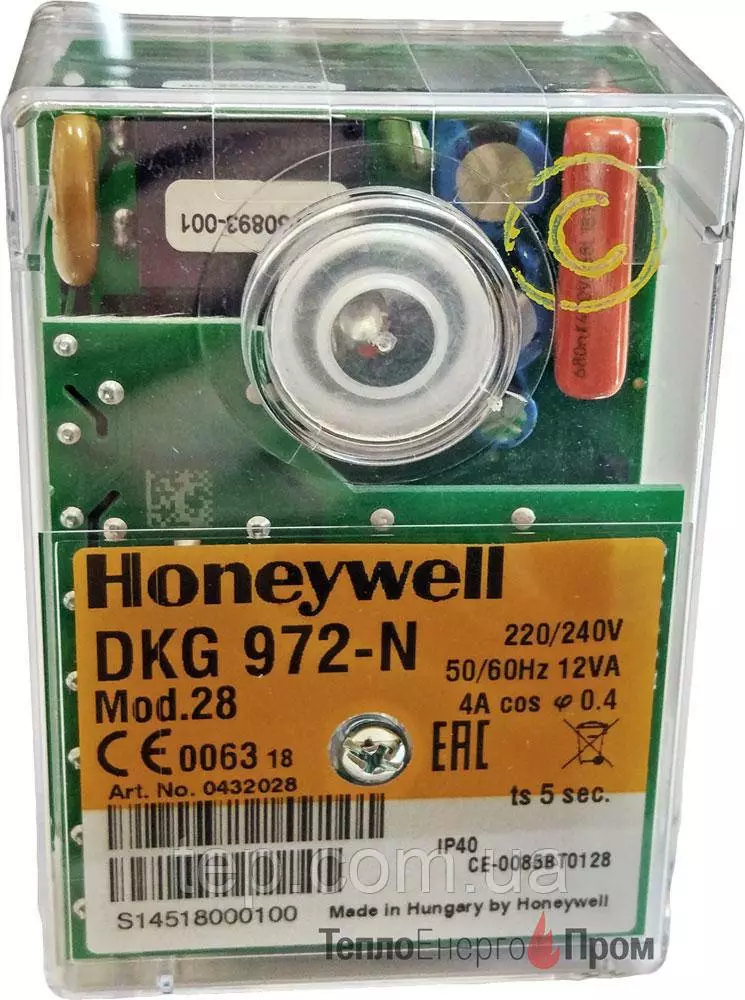 60893-001
Honeywell
DKG 972-N
Mod.28
220/240V
50/60Hz 12VA
4A cos φ 0.4
CE 0063 18
EAC
Art. No. 0432028
ts 5 sec.
IP40
CE-0085BT0128
S14518000100
Made in Hungary by Honeywell
tep.com.ua
ТеплоЕнергоПром